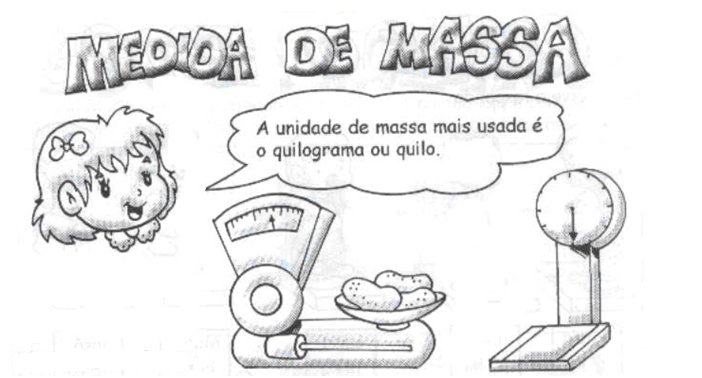 MEDIDA DE MASSA
A unidade de massa mais usada é
o quilograma ou quilo.